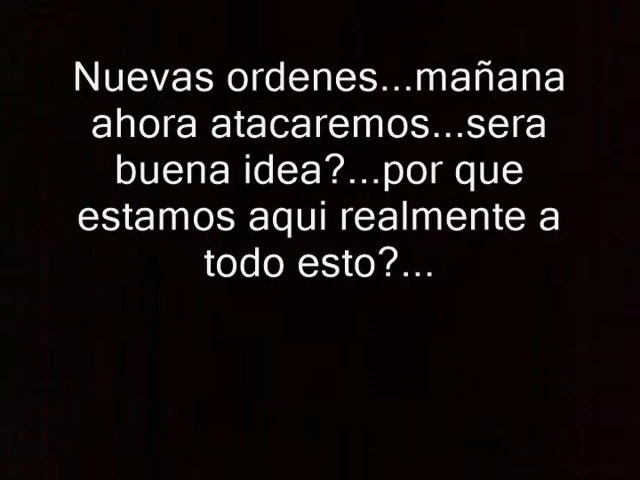 Nuevas ordenes...mañana
ahora atacaremos...sera
buena idea?...por que
estamos aqui realmente a
todo esto?...